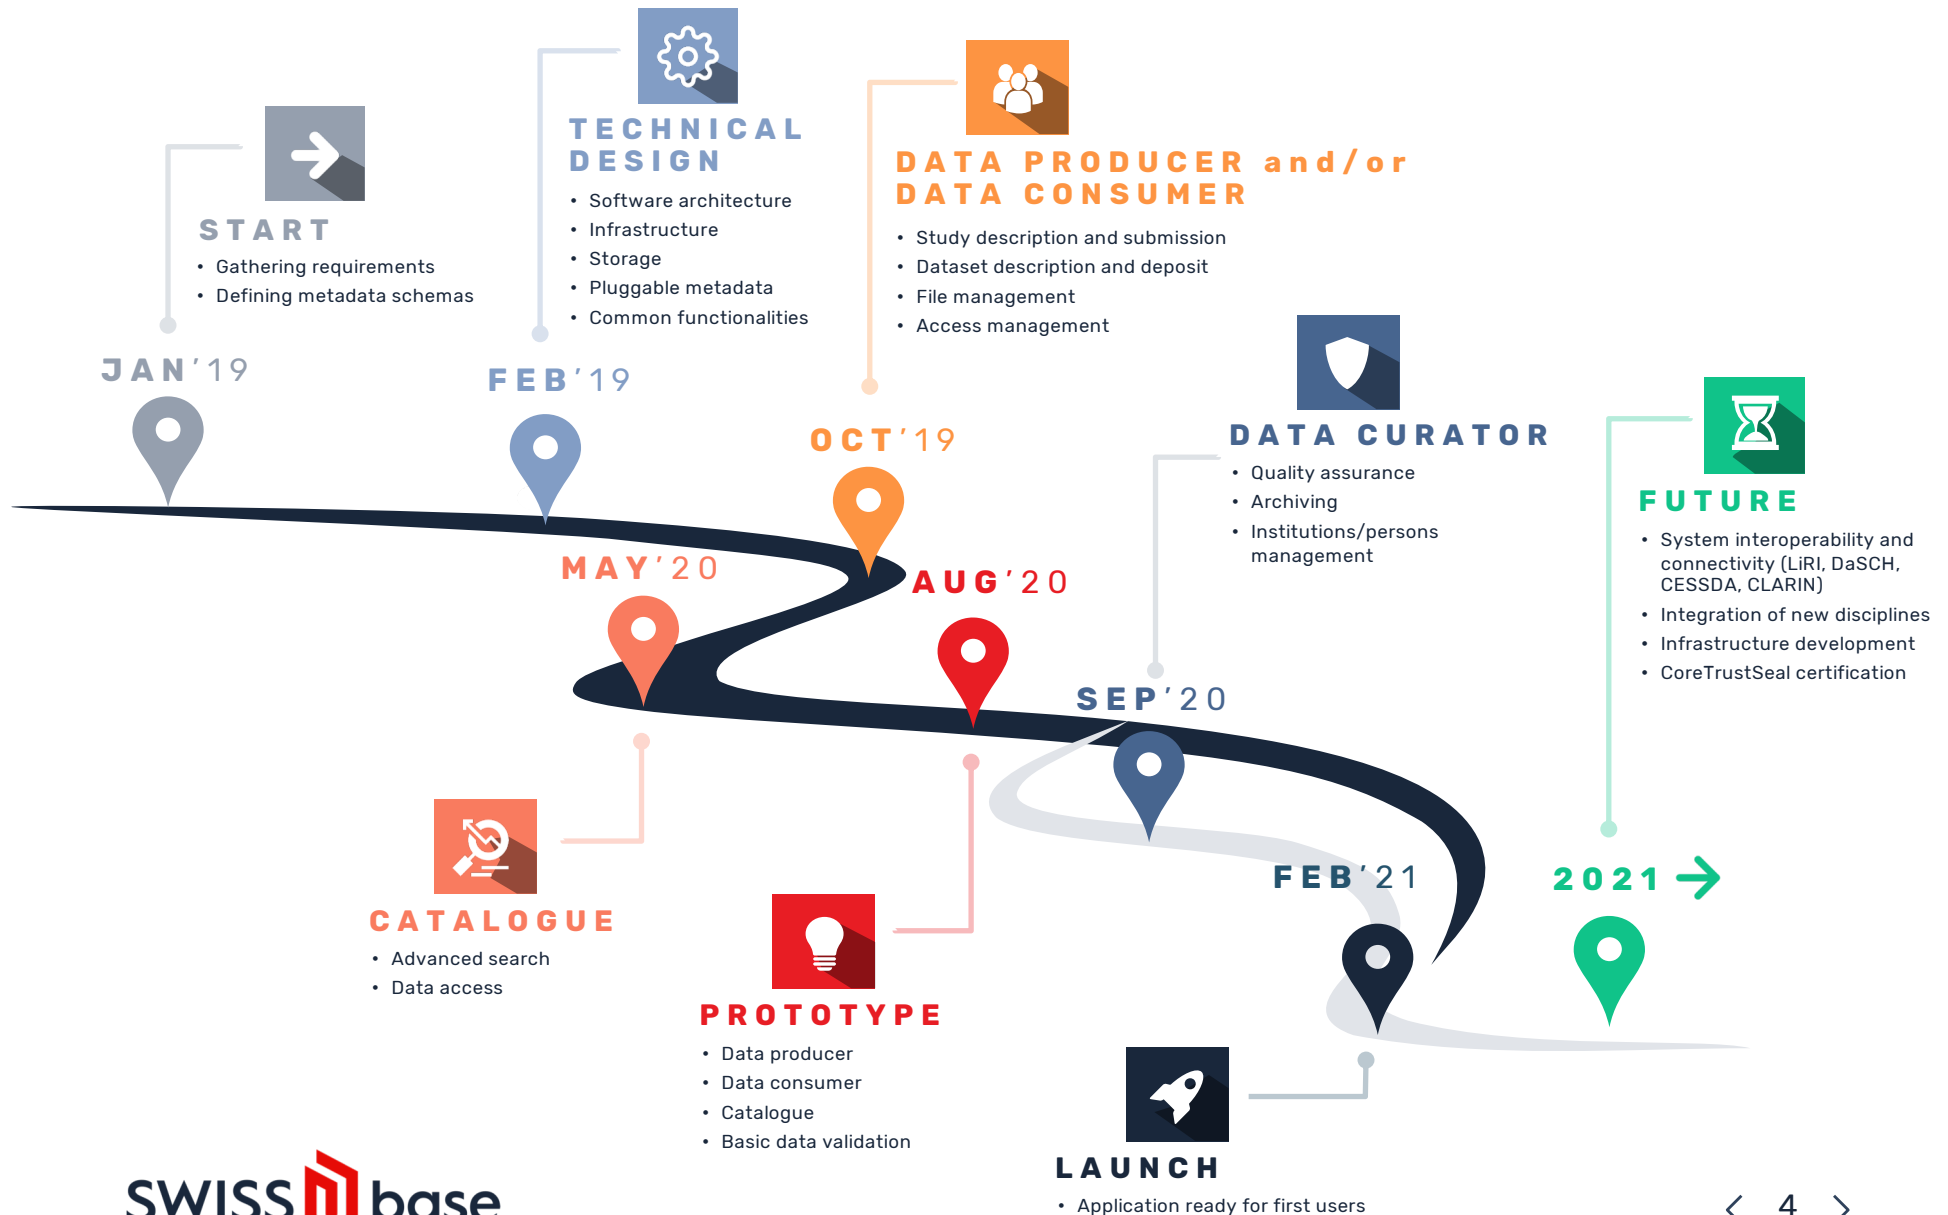 START
• Gathering requirements
• Defining metadata schemas
JAN'19
TECHNICAL
DESIGN
• Software architecture
• Infrastructure
• Storage
• Pluggable metadata
• Common functionalities
FEB'19
DATA PRODUCER and/or
DATA CONSUMER
• Study description and submission
• Dataset description and deposit
• File management
• Access management
OCT'19
MAY'20
CATALOGUE
• Advanced search
• Data access
AUG'20
PROTOTYPE
• Data producer
• Data consumer
• Catalogue
• Basic data validation
DATA CURATOR
• Quality assurance
• Archiving
• Institutions/persons
management
SEP'20
FEB'21
LAUNCH
• Application ready for first users
FUTURE
• System interoperability and
connectivity (LiRI, DaSCH,
CESSDA, CLARIN)
• Integration of new disciplines
• Infrastructure development
• CoreTrustSeal certification
2021
SWISS base
4